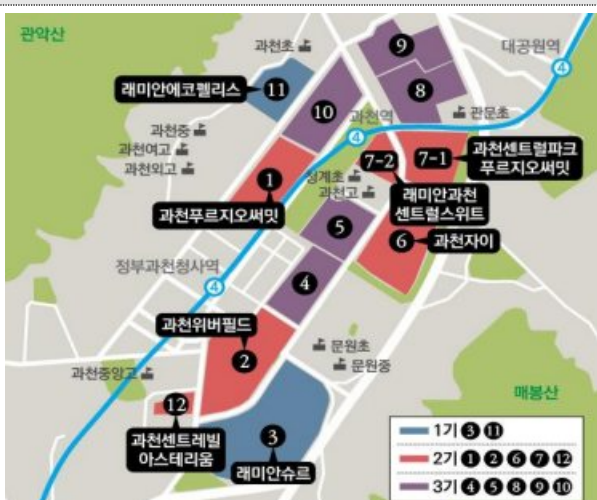 관악산
과천초
대공원역
4
9
래미안에코펠리스
11
8
10
관문초
과천역
4
과천중
과천여고
과천외고
7-2
7-1
과천센트럴파크
푸르지오써밋
1
청계초
과천고
래미안과천
센트럴스위트
과천푸르지오써밋
5
6
과천자이
정부과천청사역
4
4
과천위버필드
문원초
문원중
2
과천중앙고
매봉산
12
과천센트레빌
아스테리움
3
래미안슈르
1기 3 11
2기 1 2 6 7 12
3기 4 5 8 9 10